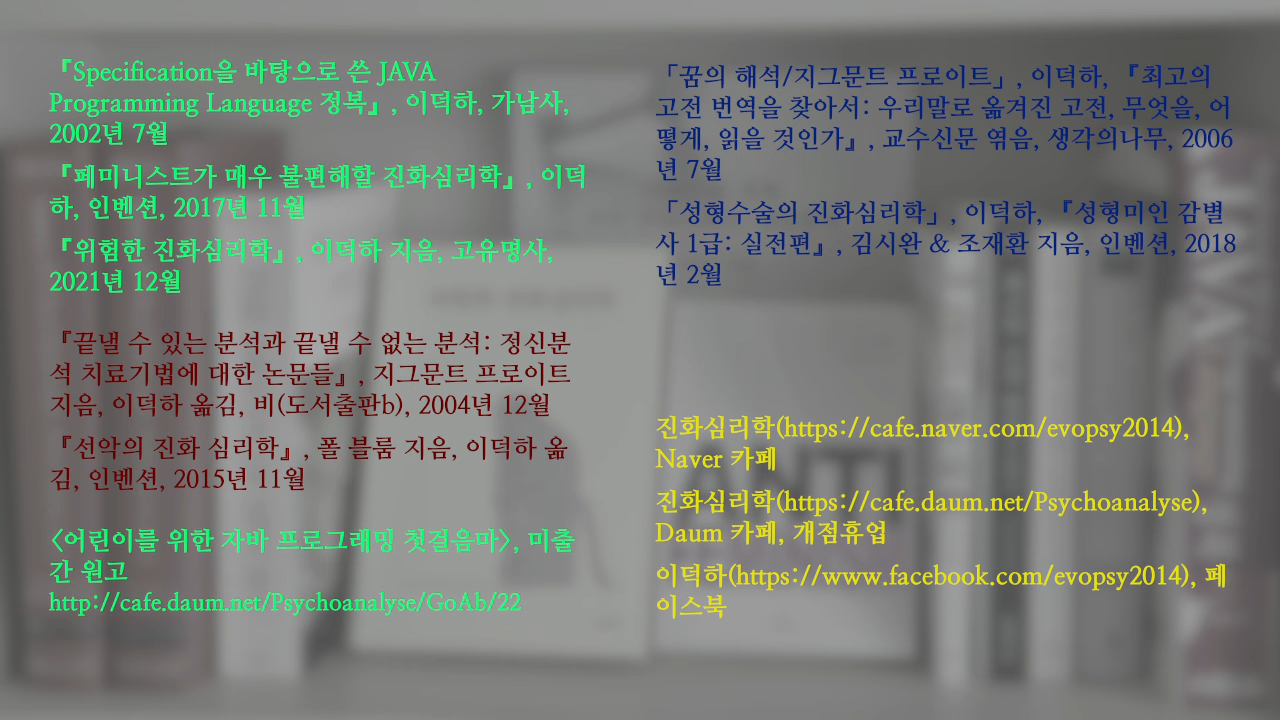 『Specification을 바탕으로 쓴 JAVA
Programming Language 정복』, 이덕하, 가남사,
2002년 7월
『페미니스트가 매우 불편해할 진화심리학』, 이덕
하, 인벤션, 2017년 11월
『위험한 진화심리학』, 이덕하 지음, 고유명사,
2021년 12월
『끝낼 수 있는 분석과 끝낼 수 없는 분석: 정신분
석 치료기법에 대한 논문들』, 지그문트 프로이트
지음, 이덕하 옮김, 비(도서출판b), 2004년 12월
『선악의 진화 심리학』, 폴 블룸 지음, 이덕하 옮
김, 인벤션, 2015년 11월
<어린이를 위한 자바 프로그래밍 첫걸음마>, 미출
간 원고
http://cafe.daum.net/Psychoanalyse/GoAb/22
「꿈의 해석/지그문트 프로이트」, 이덕하, 『최고의
고전 번역을 찾아서: 우리말로 옮겨진 고전, 무엇을, 어
떻게, 읽을 것인가』, 교수신문 엮음, 생각의나무, 2006
년 7월
「성형수술의 진화심리학」, 이덕하, 『성형미인 감별
사 1급: 실전편』, 김시완 & 조재환 지음, 인벤션, 2018
년 2월
진화심리학(https://cafe.naver.com/evopsy2014),
Naver 카페
진화심리학(https://cafe.daum.net/Psychoanalyse),
Daum 카페, 개점휴업
이덕하(https://www.facebook.com/evopsy2014), 페
이스북